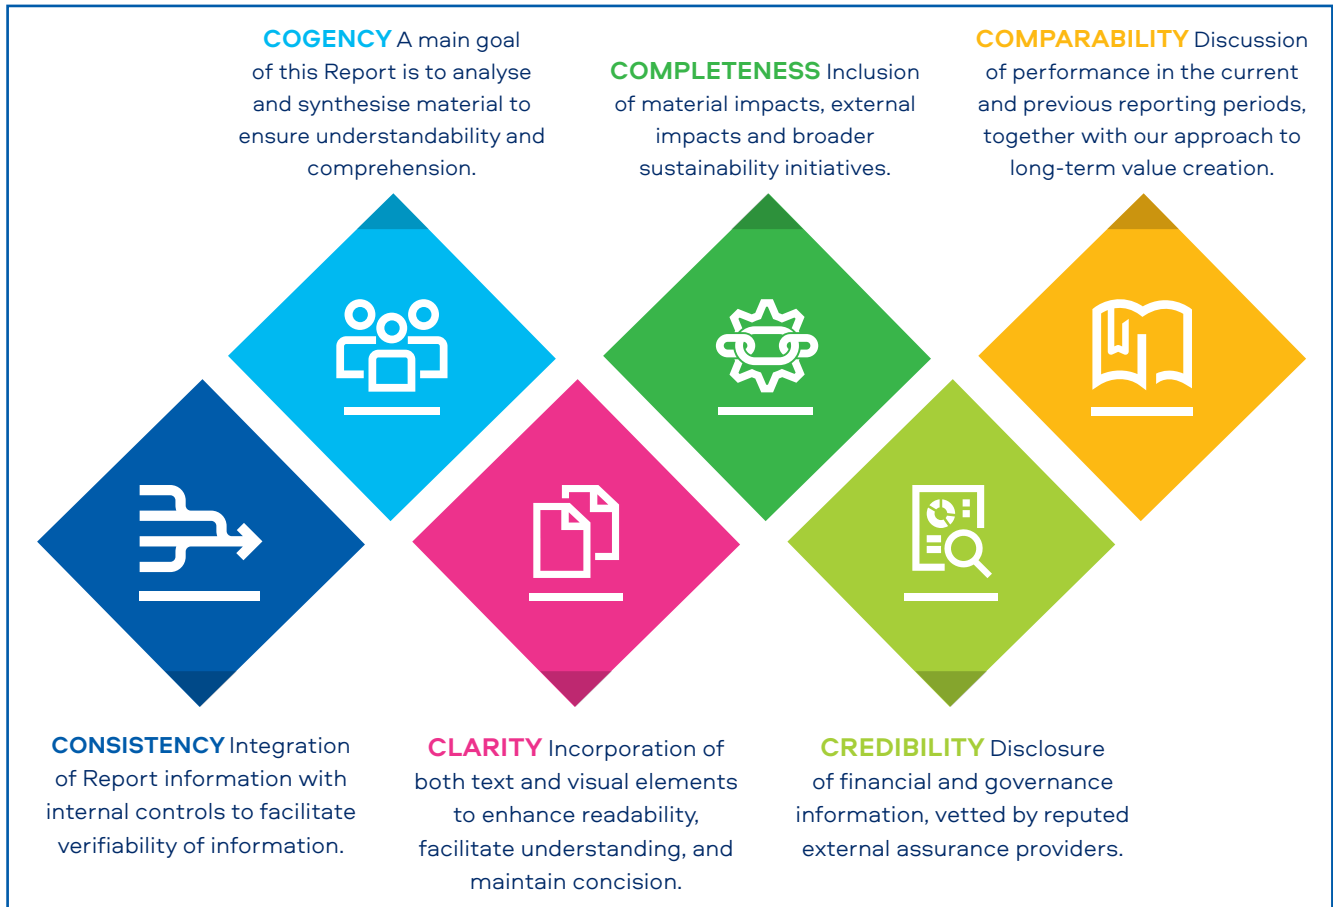 COGENCY A main goal
of this Report is to analyse
and synthesise material to
ensure understandability and
comprehension.
COMPLETENESS Inclusion
of material impacts, external
impacts and broader
sustainability initiatives.
COMPARABILITY Discussion
of performance in the current
and previous reporting periods,
together with our approach to
long-term value creation.
CONSISTENCY Integration
of Report information with
internal controls to facilitate
verifiability of information.
CLARITY Incorporation of
both text and visual elements
to enhance readability,
facilitate understanding, and
maintain concision.
CREDIBILITY Disclosure
of financial and governance
information, vetted by reputed
external assurance providers.